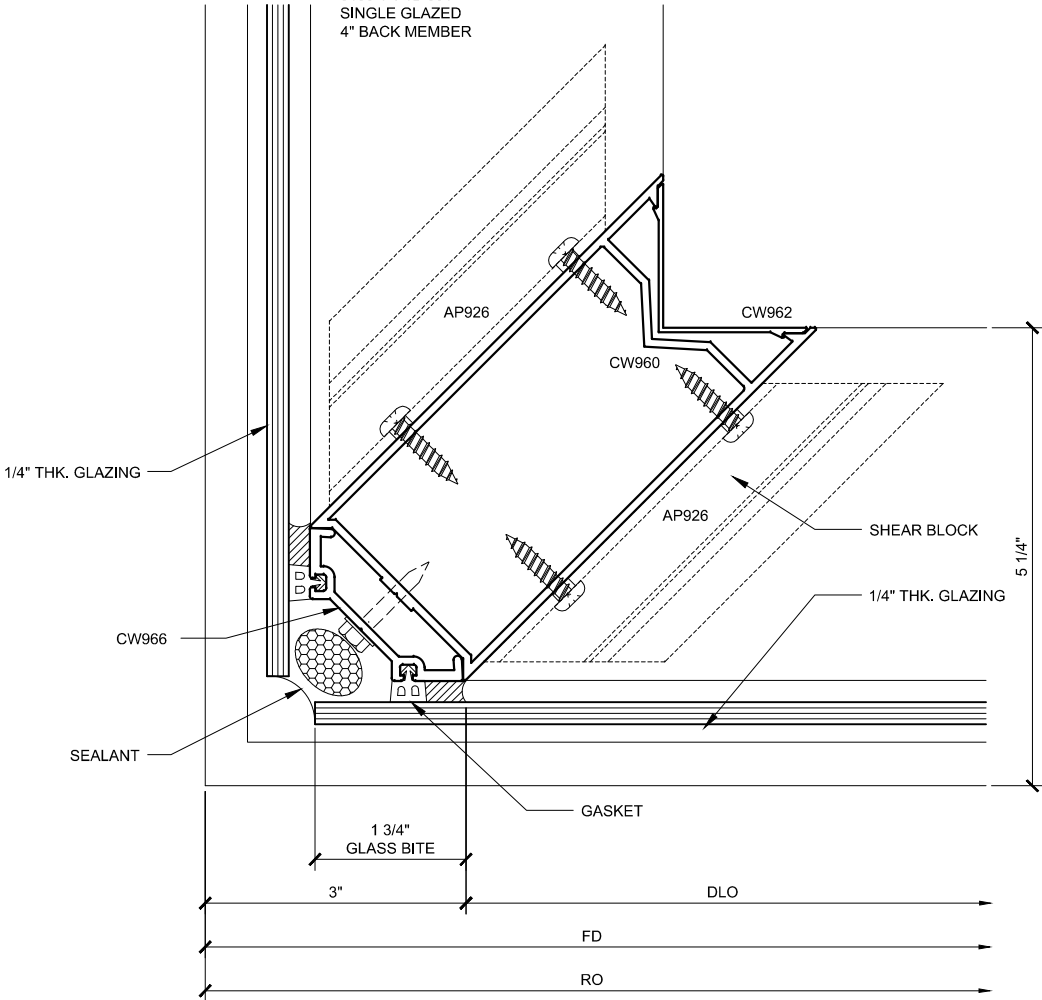 SINGLE GLAZED
4" BACK MEMBER
AP926
CW962
CW960
1/4" THK. GLAZING
AP926
SHEAR BLOCK
5 1/4"
1/4" THK. GLAZING
CW966
SEALANT
GASKET
1 3/4"
GLASS BITE
3"
DLO
FD
RO